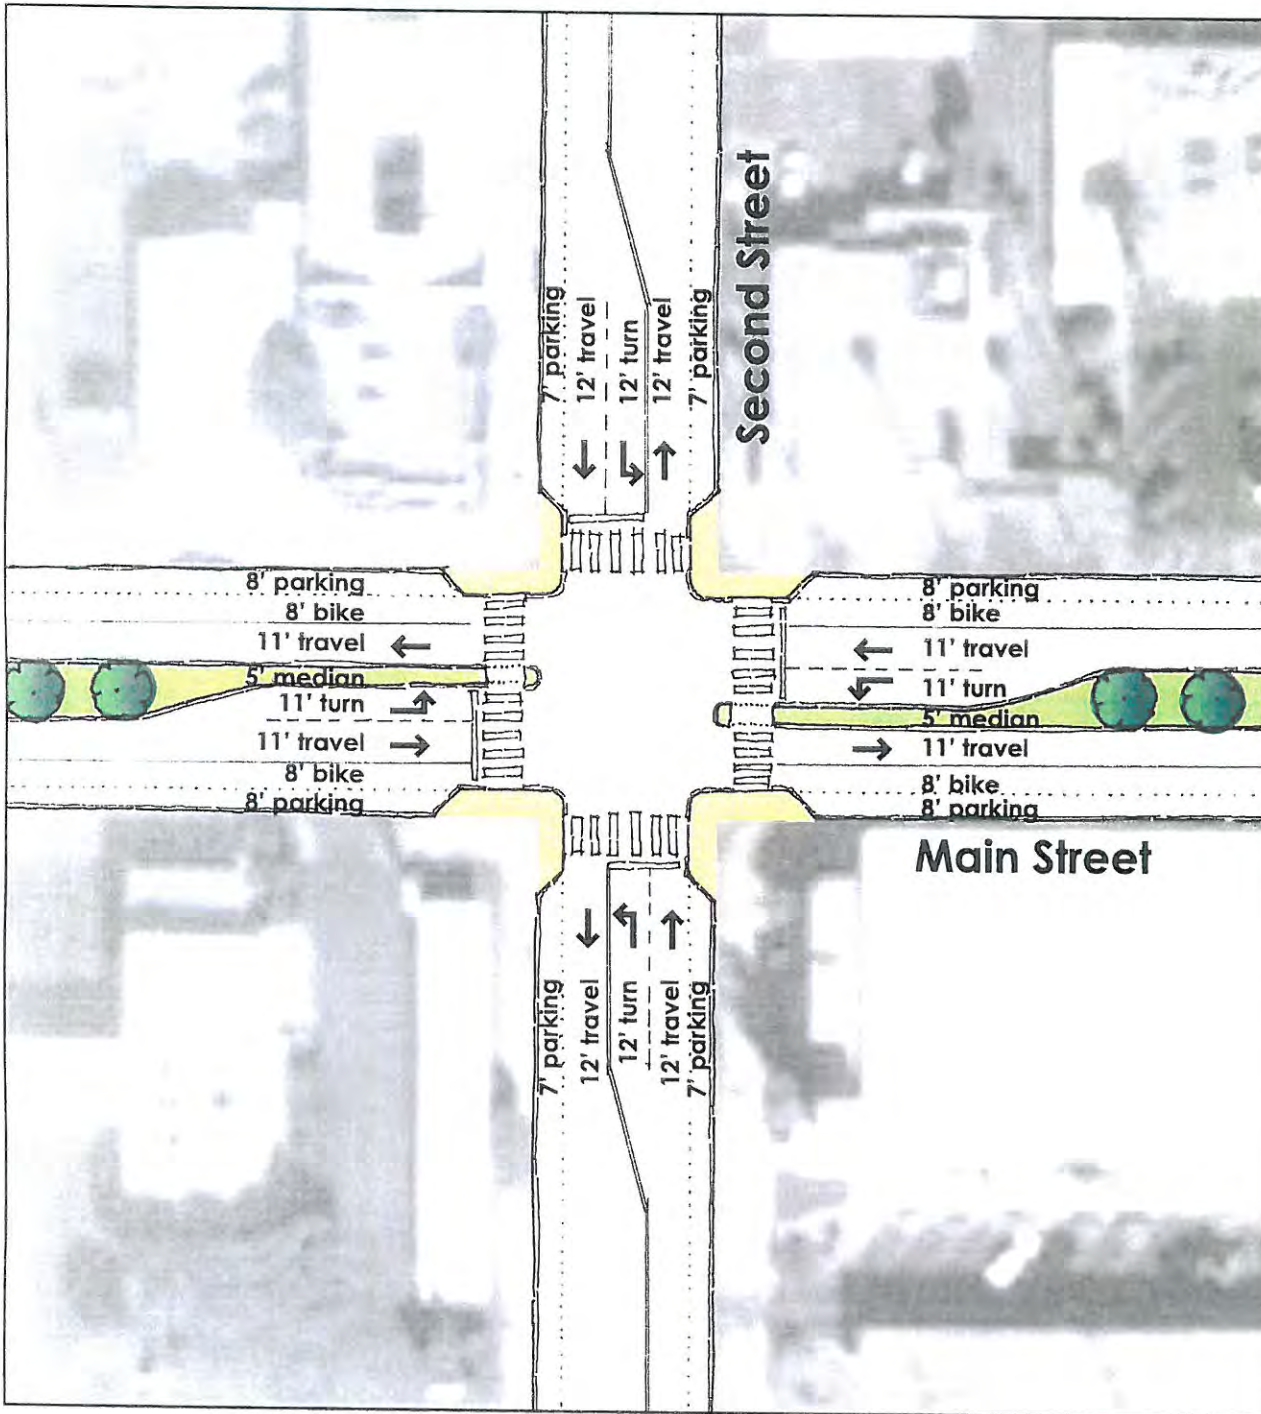 7' parking
12' travel
12' turn
12' travel
7' parking
Second Street
8' parking
8' bike
11' travel
5' median
11' turn
11' travel
8' bike
8' parking
8' parking
8' bike
11' travel
11' turn
5' median
11' travel
8' bike
8' parking
Main Street
7' parking
12' travel
12' turn
12' travel
7' parking